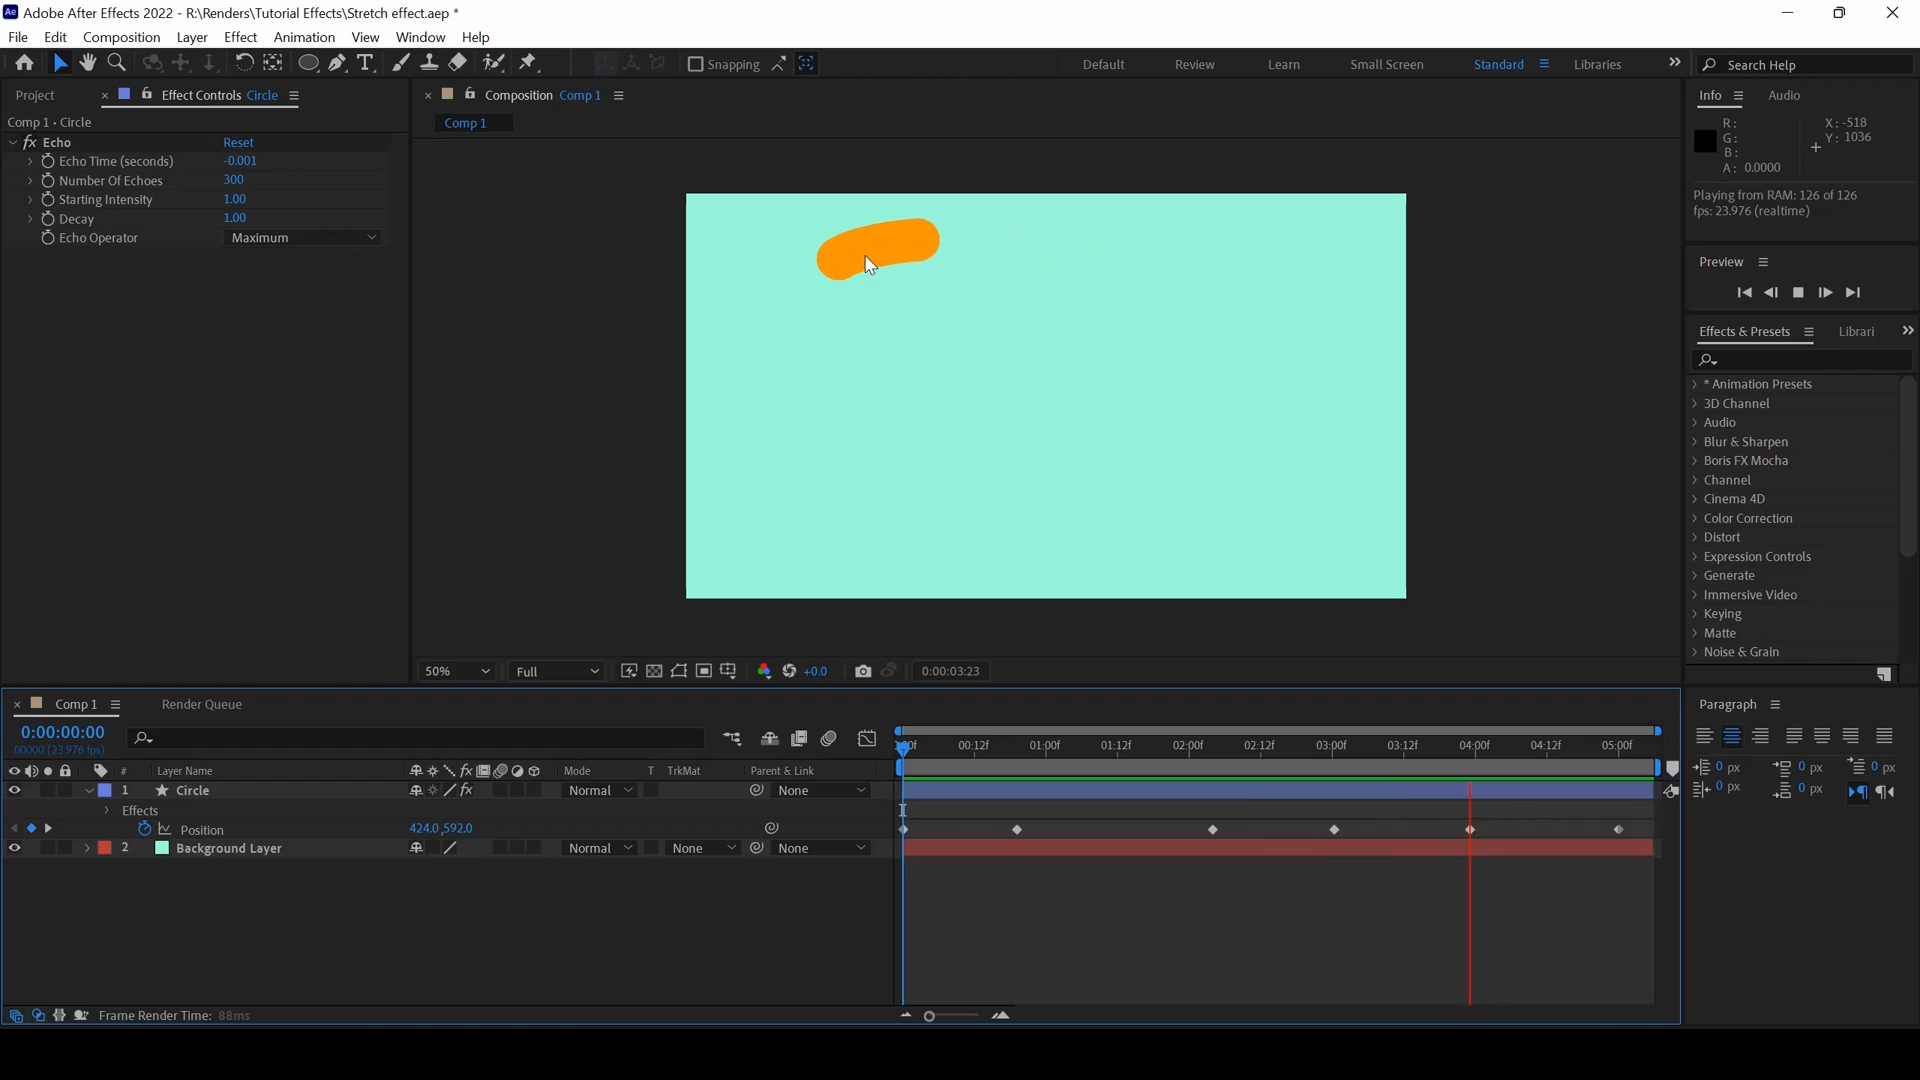 Ae Adobe After Effects 2022 - R:\Renders\Tutorial Effects\Stretch effect.aep *
File Edit Composition Layer Effect Animation View Window Help
Snapping Default Review Learn Small Screen Standard Libraries Search Help
Project Effect Controls Circle Composition Comp 1 Info Audio
Comp 1 • Circle
Comp 1
fx Echo Reset
Echo Time (seconds) -0.001
Number Of Echoes 300
Starting Intensity 1.00
Decay 1.00
Echo Operator Maximum
R: X: -518
G: Y: 1036
B:
A: 0.0000
Playing from RAM: 126 of 126
fps: 23.976 (realtime)
Preview
Effects & Presets Librari
* Animation Presets
3D Channel
Audio
Blur & Sharpen
Boris FX Mocha
Channel
Cinema 4D
Color Correction
Distort
Expression Controls
Generate
Immersive Video
Keying
Matte
Noise & Grain
50% Full +0.0 0:00:03:23
Comp 1 Render Queue Paragraph
0:00:00:00
00000 (23.976 fps)
00:12f 01:00f 01:12f 02:00f 02:12f 03:00f 03:12f 04:00f 04:12f 05:00f
# Layer Name fx Mode T TrkMat Parent & Link
1 Circle fx Normal None
Effects
Position 424.0,592.0
2 Background Layer Normal None None
0 px 0 px 0 px
0 px 0 px
Frame Render Time: 88ms